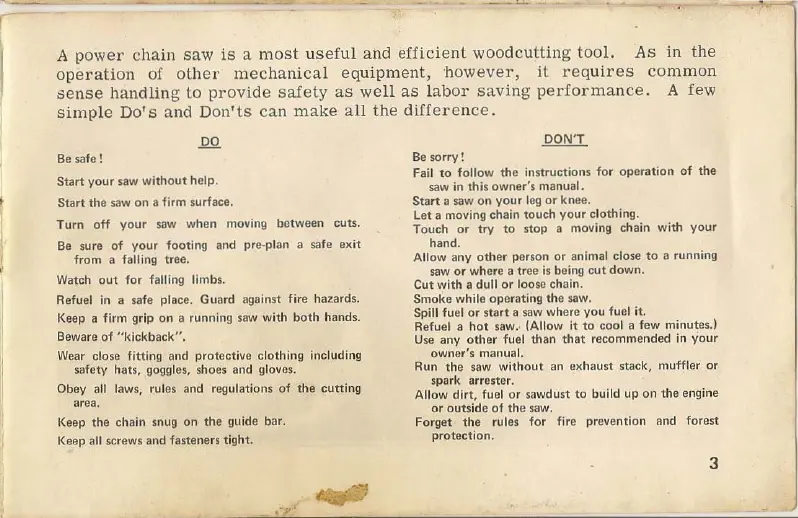 A power chain saw is a most useful and efficient woodcutting tool. As in the
operation of other mechanical equipment, however, it requires common
sense handling to provide safety as well as labor saving performance. A few
simple Do's and Don'ts can make all the difference.
DO
Be safe!
Start your saw without help.
Start the saw on a firm surface.
Turn off your saw when moving between cuts.
Be sure of your footing and pre-plan a safe exit
from a falling tree.
Watch out for falling limbs.
Refuel in a safe place. Guard against fire hazards.
Keep a firm grip on a running saw with both hands.
Beware of "kickback".
Wear close fitting and protective clothing including
safety hats, goggles, shoes and gloves.
Obey all laws, rules and regulations of the cutting
area.
Keep the chain snug on the guide bar.
Keep all screws and fasteners tight.
DON'T
Be sorry!
Fail to follow the instructions for operation of the
saw in this owner's manual.
Start a saw on your leg or knee.
Let a moving chain touch your clothing.
Touch or try to stop a moving chain with your
hand.
Allow any other person or animal close to a running
saw or where a tree is being cut down.
Cut with a dull or loose chain.
Smoke while operating the saw.
Spill fuel or start a saw where you fuel it.
Refuel a hot saw. (Allow it to cool a few minutes.)
Use any other fuel than that recommended in your
owner's manual.
Run the saw without an exhaust stack, muffler or
spark arrester.
Allow dirt, fuel or sawdust to build up on the engine
or outside of the saw.
Forget the rules for fire prevention and forest
protection.
3